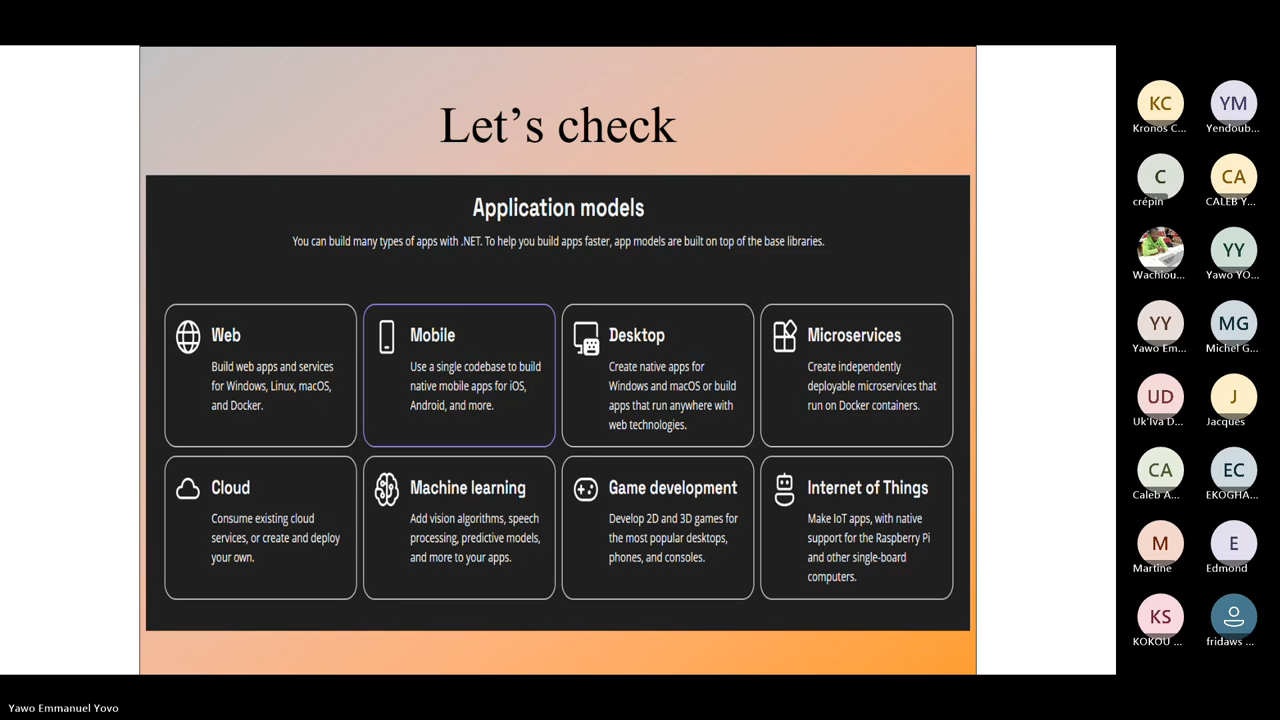 Let’s check
Application models
You can build many types of apps with .NET. To help you build apps faster, app models are built on top of the base libraries.
Web
Build web apps and services
for Windows, Linux, macOS,
and Docker.
Mobile
Use a single codebase to build
native mobile apps for iOS,
Android, and more.
Desktop
Create native apps for
Windows and macOS or build
apps that run anywhere with
web technologies.
Microservices
Create independently
deployable microservices that
run on Docker containers.
Cloud
Consume existing cloud
services, or create and deploy
your own.
Machine learning
Add vision algorithms, speech
processing, predictive models,
and more to your apps.
Game development
Develop 2D and 3D games for
the most popular desktops,
phones, and consoles.
Internet of Things
Make IoT apps, with native
support for the Raspberry Pi
and other single-board
computers.
KC
Kronos C...
YM
Yendoub...
C
crépin
CA
CALEB Y...
Wachiou...
YY
Yawo YO...
YY
Yawo Em...
MG
Michel G...
UD
Uk'Iva D...
J
Jacques
CA
Caleb A...
EC
EKOGHA...
M
Martine
E
Edmond
KS
KOKOU ...
fridaws ...
Yawo Emmanuel Yovo